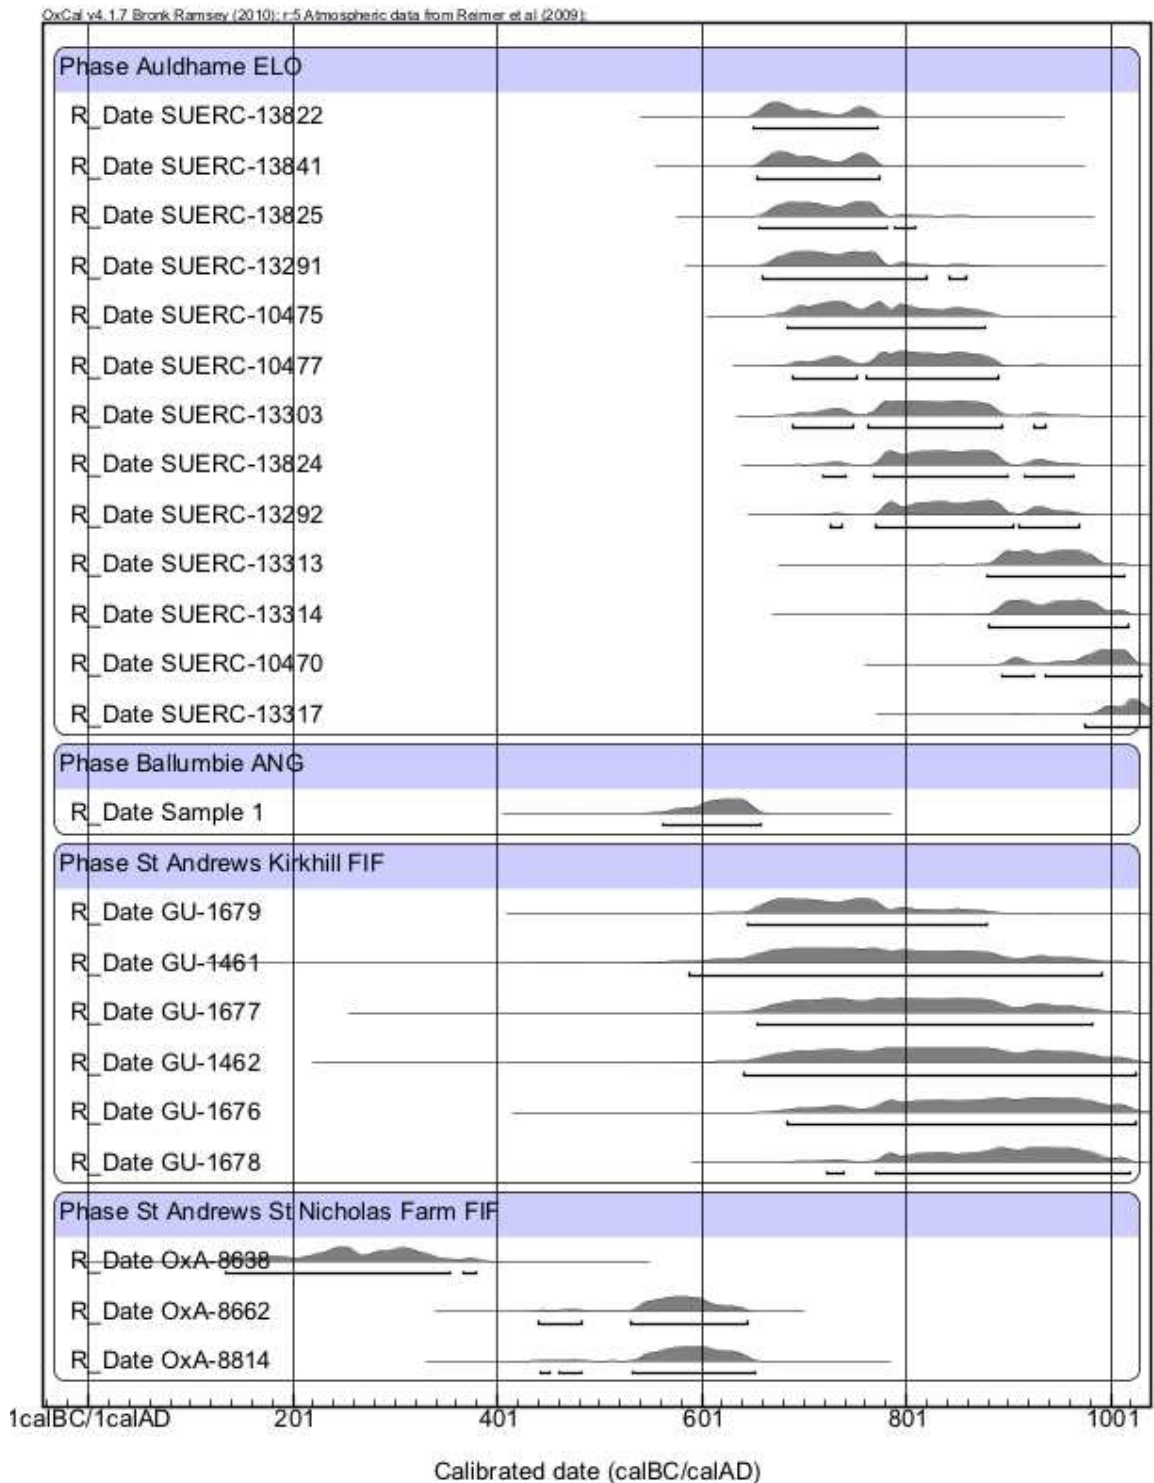 OxCal v4.1.7 Bronk Ramsey (2010); r:5 Atmospheric data from Reimer et al (2009);
Phase Auldhame ELO
R_Date SUERC-13822
R_Date SUERC-13841
R_Date SUERC-13825
R_Date SUERC-13291
R_Date SUERC-10475
R_Date SUERC-10477
R_Date SUERC-13303
R_Date SUERC-13824
R_Date SUERC-13292
R_Date SUERC-13313
R_Date SUERC-13314
R_Date SUERC-10470
R_Date SUERC-13317
Phase Ballumbie ANG
R_Date Sample 1
Phase St Andrews Kirkhill FIF
R_Date GU-1679
R_Date GU-1461
R_Date GU-1677
R_Date GU-1462
R_Date GU-1676
R_Date GU-1678
Phase St Andrews St Nicholas Farm FIF
R_Date OxA-8638
R_Date OxA-8662
R_Date OxA-8814
1calBC/1calAD 201 401 601 801 1001
Calibrated date (calBC/calAD)